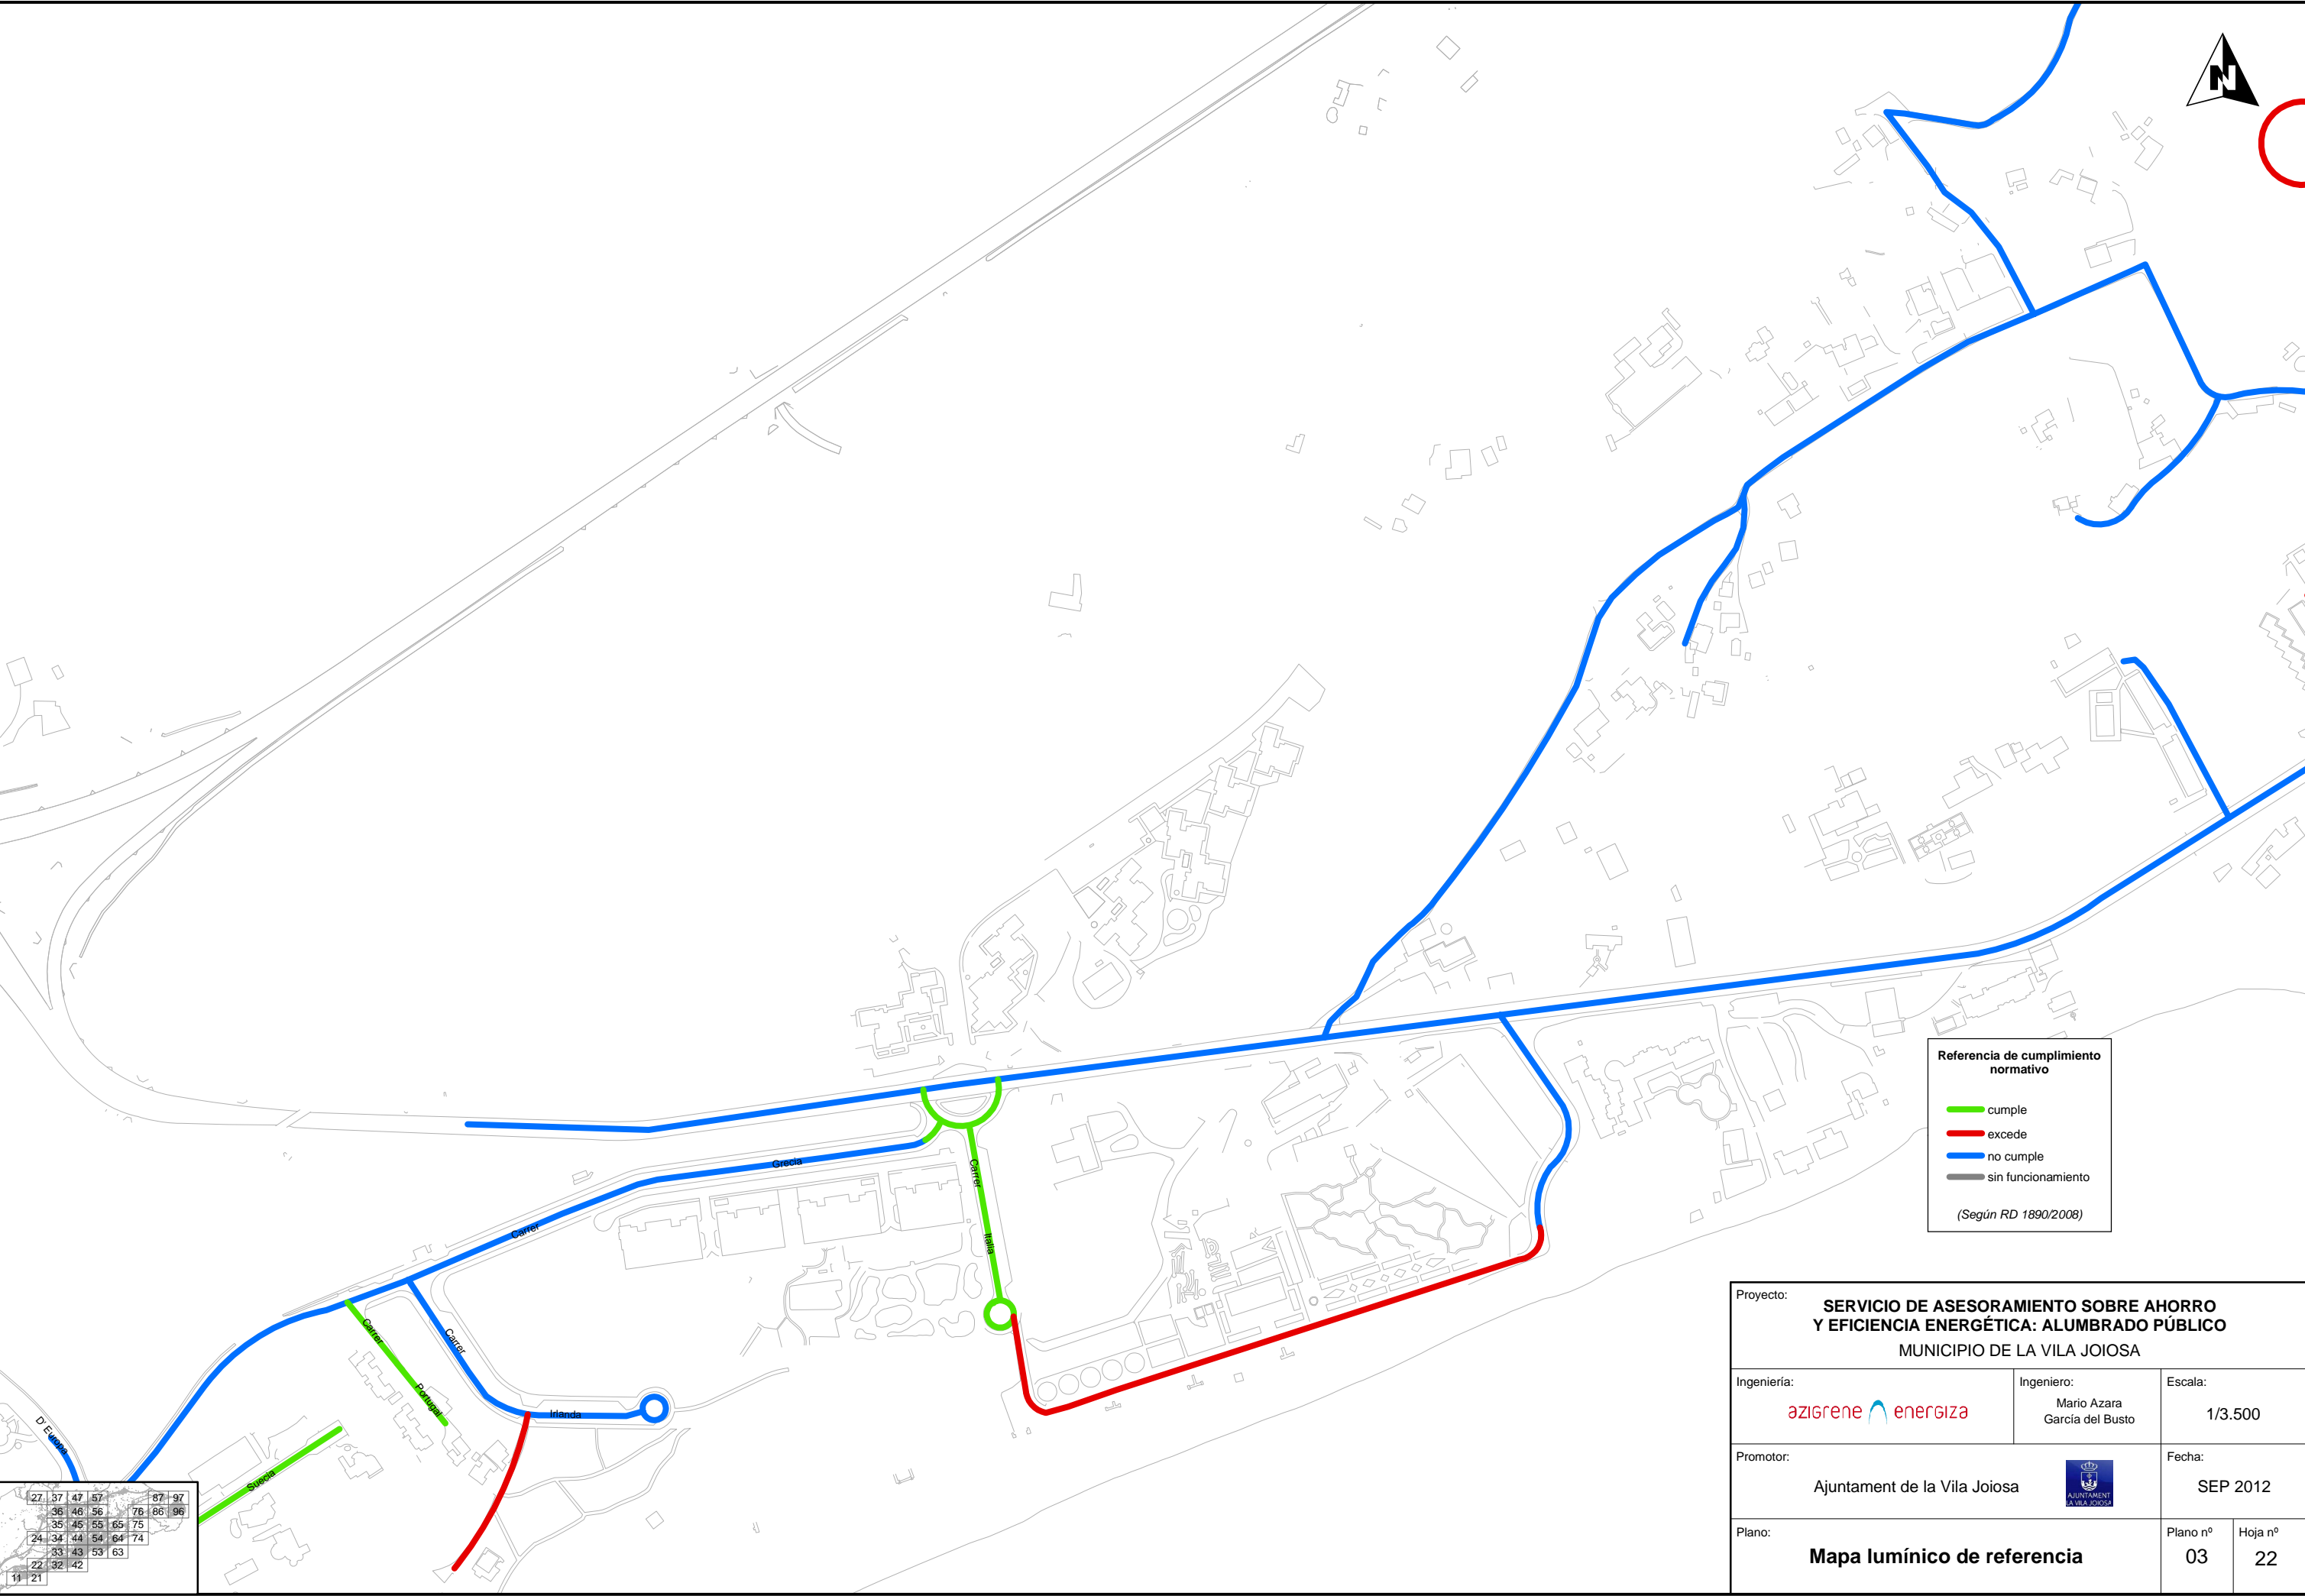 N
Grecia
Carrer
Carrer
Italia
Carrer
Portugal
Carrer
Irlanda
D' Europa
Suecia
Referencia de cumplimiento
normativo
cumple
excede
no cumple
sin funcionamiento
(Según RD 1890/2008)
27 37 47 57 87 97
36 46 56 76 86 96
35 45 55 65 75
24 34 44 54 64 74
33 43 53 63
22 32 42
11 21
Proyecto:
SERVICIO DE ASESORAMIENTO SOBRE AHORRO
Y EFICIENCIA ENERGÉTICA: ALUMBRADO PÚBLICO
MUNICIPIO DE LA VILA JOIOSA
Ingeniería:
azigrene energiza
Ingeniero:
Mario Azara
García del Busto
Escala:
1/3.500
Promotor:
Ajuntament de la Vila Joiosa
AJUNTAMENT
LA VILA JOIOSA
Fecha:
SEP 2012
Plano:
Mapa lumínico de referencia
Plano nº
03
Hoja nº
22